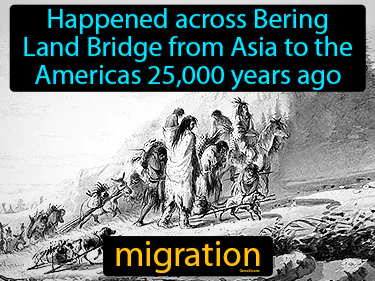 Happened across Bering
Land Bridge from Asia to the
Americas 25,000 years ago
migration